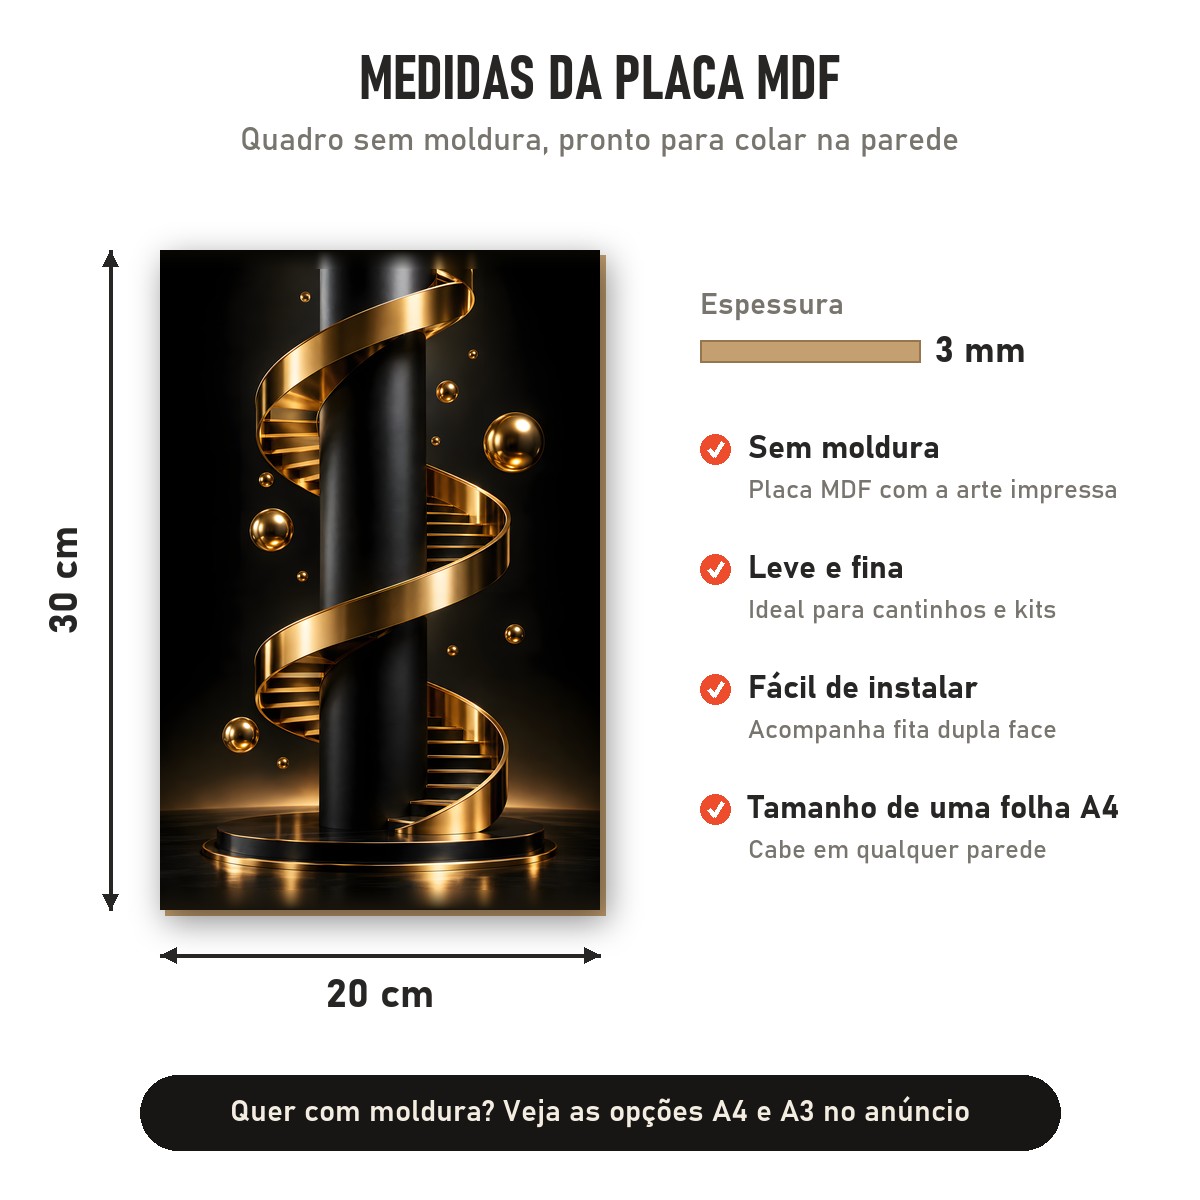 MEDIDAS DA PLACA MDF
Quadro sem moldura, pronto para colar na parede
30 cm
20 cm
Espessura
3 mm
Sem moldura
Placa MDF com a arte impressa
Leve e fina
Ideal para cantinhos e kits
Fácil de instalar
Acompanha fita dupla face
Tamanho de uma folha A4
Cabe em qualquer parede
Quer com moldura? Veja as opções A4 e A3 no anúncio